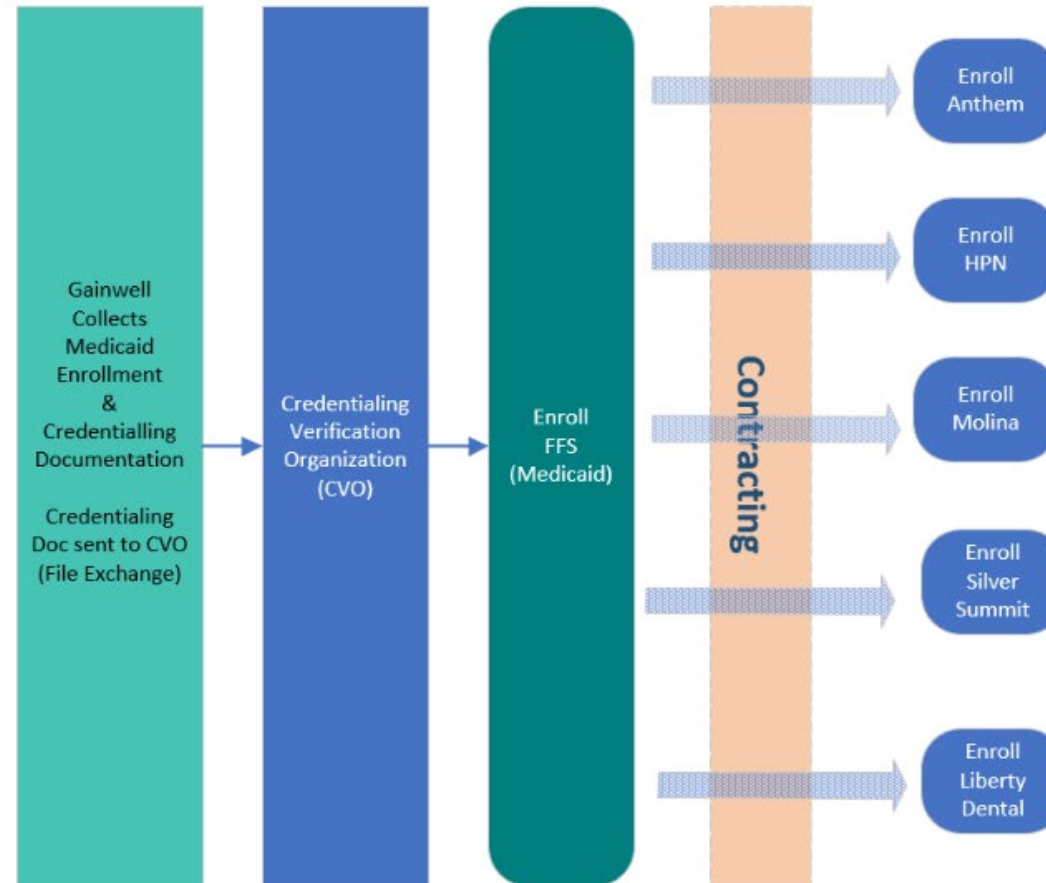 Gainwell
Collects
Medicaid
Enrollment
&
Credentialling
Documentation
Credentialing
Doc sent to CVO
(File Exchange)
Credentialing
Verification
Organization
(CVO)
Enroll
FFS
(Medicaid)
Contracting
Enroll
Anthem
Enroll
HPN
Enroll
Molina
Enroll
Silver
Summit
Enroll
Liberty
Dental